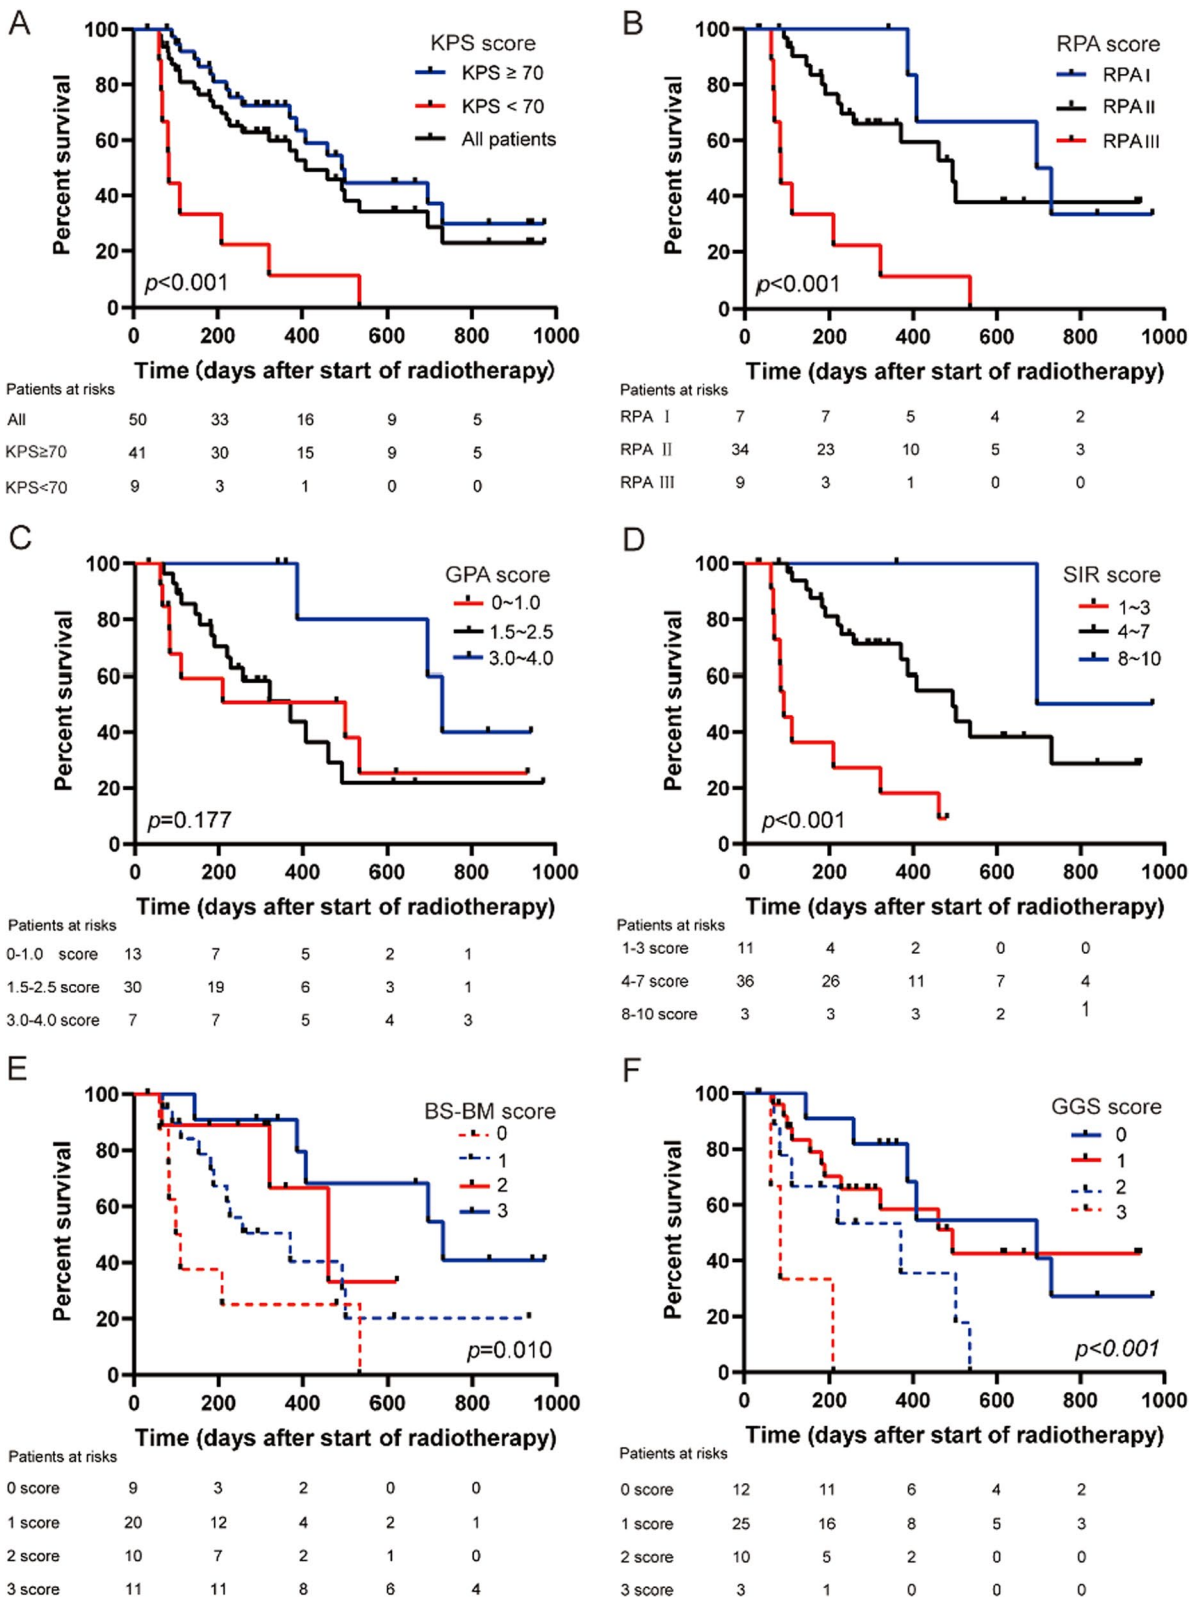 A
B
100
80
60
40
20
0
Percent survival
KPS score
KPS ≥ 70
KPS < 70
All patients
p<0.001
0 200 400 600 800 1000
Time (days after start of radiotherapy)
Patients at risks
All 50 33 16 9 5
KPS≥70 41 30 15 9 5
KPS<70 9 3 1 0 0
100
80
60
40
20
0
Percent survival
RPA score
RPA I
RPA II
RPA III
p<0.001
0 200 400 600 800 1000
Time (days after start of radiotherapy)
Patients at risks
RPA I 7 7 5 4 2
RPA II 34 23 10 5 3
RPA III 9 3 1 0 0
C
D
100
80
60
40
20
0
Percent survival
GPA score
0~1.0
1.5~2.5
3.0~4.0
p=0.177
0 200 400 600 800 1000
Time (days after start of radiotherapy)
Patients at risks
0-1.0 score 13 7 5 2 1
1.5-2.5 score 30 19 6 3 1
3.0-4.0 score 7 7 5 4 3
100
80
60
40
20
0
Percent survival
SIR score
1~3
4~7
8~10
p<0.001
0 200 400 600 800 1000
Time (days after start of radiotherapy)
Patients at risks
1-3 score 11 4 2 0 0
4-7 score 36 26 11 7 4
8-10 score 3 3 3 2 1
E
F
100
80
60
40
20
0
Percent survival
BS-BM score
0
1
2
3
p=0.010
0 200 400 600 800 1000
Time (days after start of radiotherapy)
Patients at risks
0 score 9 3 2 0 0
1 score 20 12 4 2 1
2 score 10 7 2 1 0
3 score 11 11 8 6 4
100
80
60
40
20
0
Percent survival
GGS score
0
1
2
3
p<0.001
0 200 400 600 800 1000
Time (days after start of radiotherapy)
Patients at risks
0 score 12 11 6 4 2
1 score 25 16 8 5 3
2 score 10 5 2 0 0
3 score 3 1 0 0 0